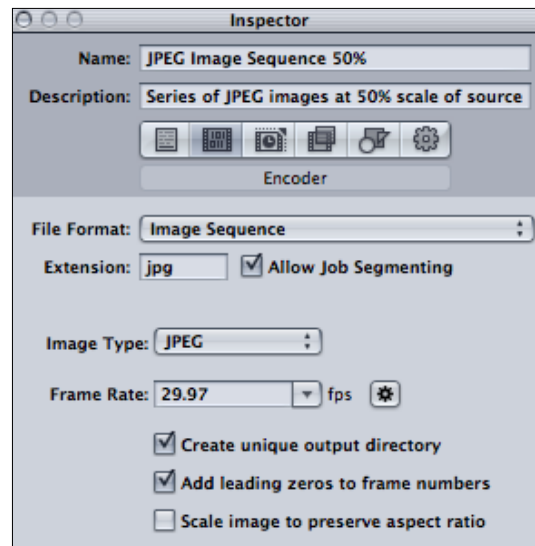 Inspector
Name: JPEG Image Sequence 50%
Description: Series of JPEG images at 50% scale of source
Encoder
File Format: Image Sequence
Extension: jpg Allow Job Segmenting
Image Type: JPEG
Frame Rate: 29.97 fps
Create unique output directory
Add leading zeros to frame numbers
Scale image to preserve aspect ratio